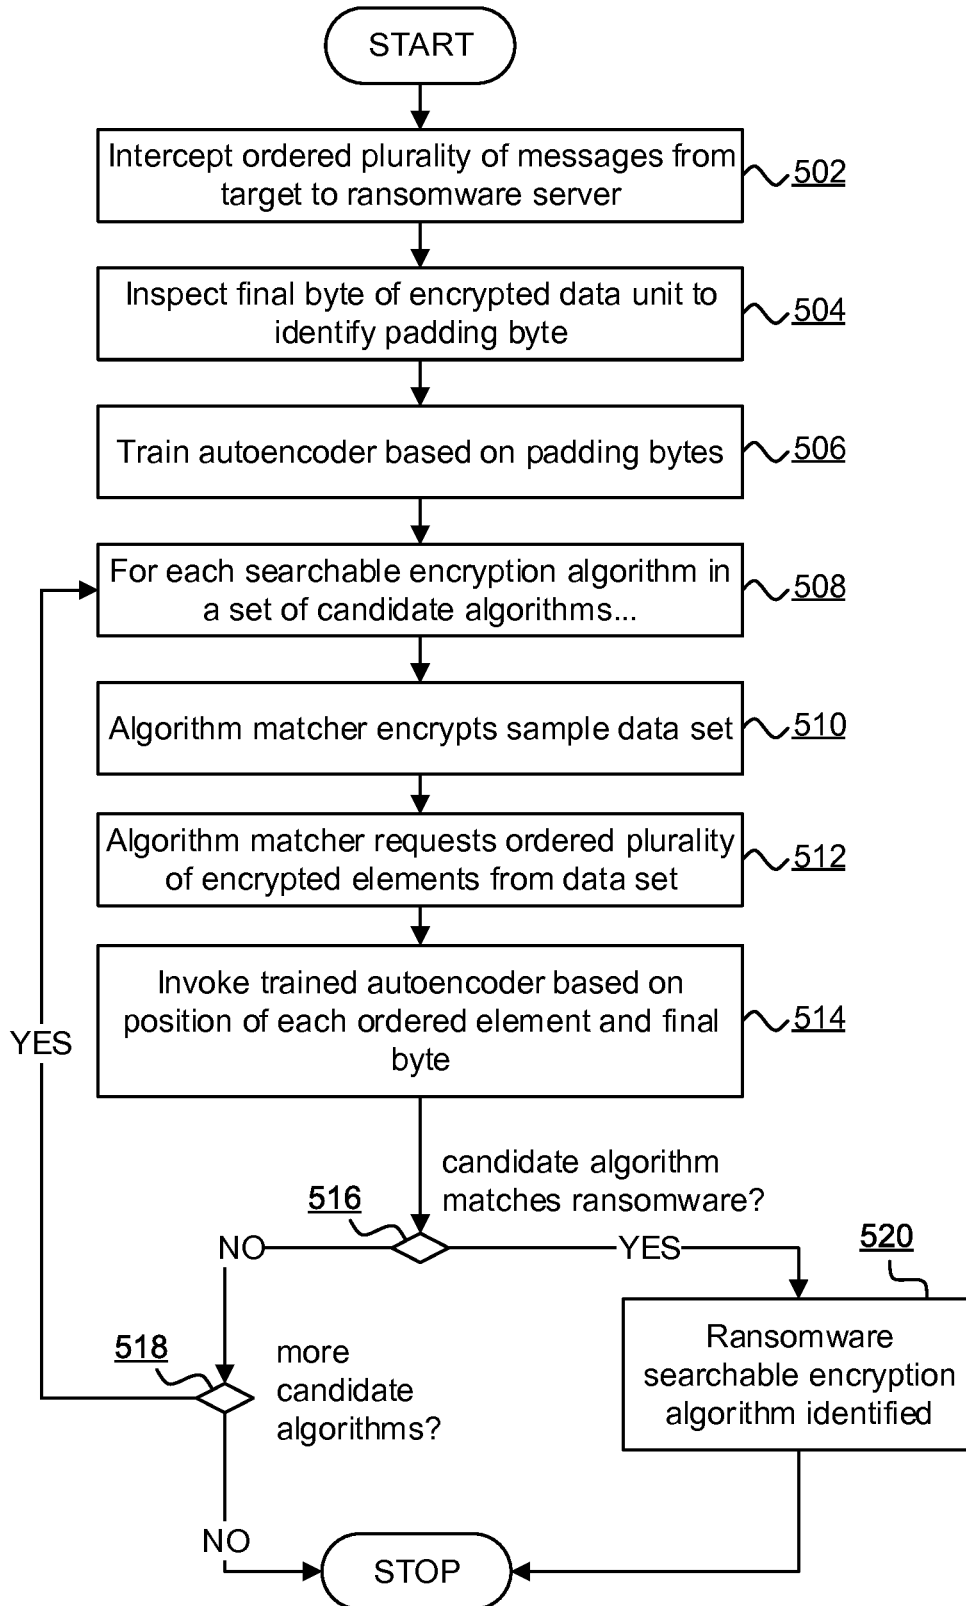 START
Intercept ordered plurality of messages from
target to ransomware server
502
Inspect final byte of encrypted data unit to
identify padding byte
504
Train autoencoder based on padding bytes
506
For each searchable encryption algorithm in
a set of candidate algorithms...
508
Algorithm matcher encrypts sample data set
510
Algorithm matcher requests ordered plurality
of encrypted elements from data set
512
Invoke trained autoencoder based on
position of each ordered element and final
byte
514
YES
candidate algorithm
matches ransomware?
516
NO
YES
520
Ransomware
searchable encryption
algorithm identified
518
more
candidate
algorithms?
NO
STOP